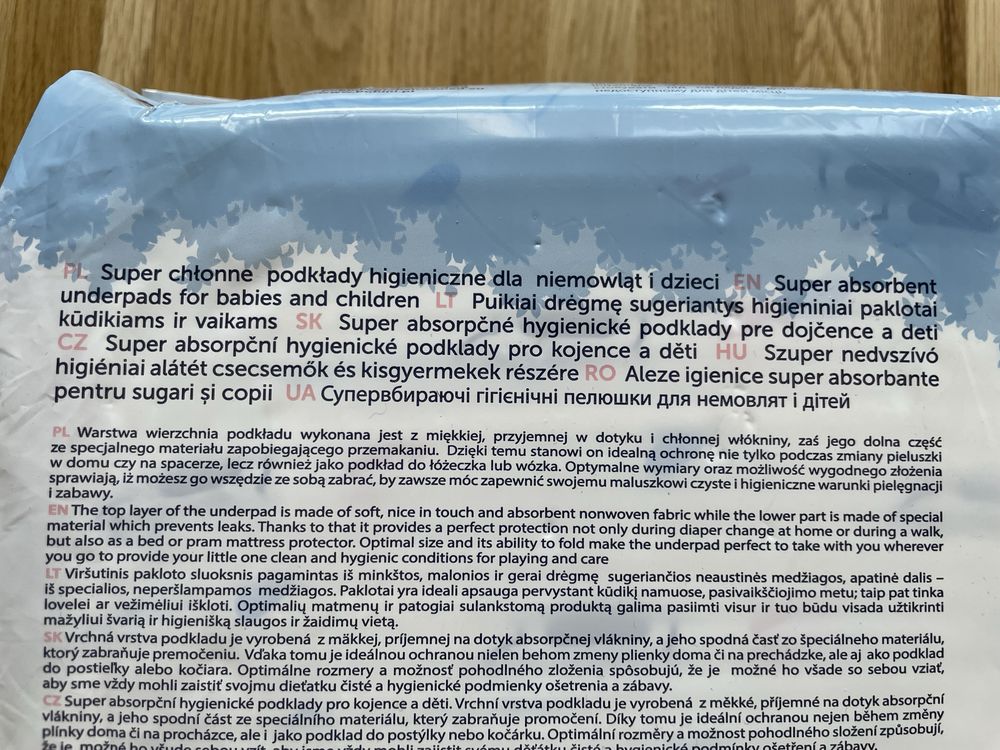 PL Super chłonne podkłady higieniczne dla niemowląt i dzieci EN Super absorbent
underpads for babies and children LT Puikiai drėgmę sugeriantys higieniniai paklotai
kūdikiams ir vaikams SK Super absorpčné hygienické podklady pre dojčence a deti
CZ Super absorpční hygienické podklady pro kojence a děti HU Szuper nedvszívó
higiéniai alátét csecsemők és kisgyermekek részére RO Aleze igienice super absorbante
pentru sugari și copii UA Супервбираючі гігієнічні пелюшки для немовлят і дітей
PL Warstwa wierzchnia podkładu wykonana jest z miękkiej, przyjemnej w dotyku i chłonnej włókniny, zaś jego dolna część
ze specjalnego materiału zapobiegającego przemakaniu. Dzięki temu stanowi on idealną ochronę nie tylko podczas zmiany pieluszki
w domu czy na spacerze, lecz również jako podkład do łóżeczka lub wózka. Optymalne wymiary oraz możliwość wygodnego złożenia
sprawiają, iż możesz go wszędzie ze sobą zabrać, by zawsze móc zapewnić swojemu maluszkowi czyste i higieniczne warunki pielęgnacji
i zabawy.
EN The top layer of the underpad is made of soft, nice in touch and absorbent nonwoven fabric while the lower part is made of special
material which prevents leaks. Thanks to that it provides a perfect protection not only during diaper change at home or during a walk,
but also as a bed or pram mattress protector. Optimal size and its ability to fold make the underpad perfect to take with you wherever
you go to provide your little one clean and hygienic conditions for playing and care
LT Viršutinis pakloto sluoksnis pagamintas iš minkštos, malonios ir gerai drėgmę sugeriančios neaustinės medžiagos, apatinė dalis –
iš specialios, neperšlampamos medžiagos. Paklotai yra ideali apsauga pervystant kūdikį namuose, pasivaikščiojimo metu; taip pat tinka
lovelei ar vežimėliui iškloti. Optimalių matmenų ir patogiai sulankstomą produktą galima pasiimti visur ir tuo būdu visada užtikrinti
mažyliui švarią ir higienišką slaugos ir žaidimų vietą.
SK Vrchná vrstva podkladu je vyrobená z mäkkej, príjemnej na dotyk absorpčnej vlákniny, a jeho spodná časť zo špeciálneho materiálu,
ktorý zabraňuje premočeniu. Vďaka tomu je ideálnou ochranou nielen behom zmeny plienky doma či na prechádzke, ale aj ako podklad
do postieľky alebo kočiara. Optimálne rozmery a možnosť pohodlného zloženia spôsobujú, že je možné ho všade so sebou vziať,
aby sme vždy mohli zaistiť svojmu dieťatku čisté a hygienické podmienky ošetrenia a zábavy.
CZ Super absorpční hygienické podklady pro kojence a děti. Vrchní vrstva podkladu je vyrobená z měkké, příjemné na dotyk absorpční
vlákniny, a jeho spodní část ze speciálního materiálu, který zabraňuje promočení. Díky tomu je ideální ochranou nejen během změny
plínky doma či na procházce, ale i jako podklad do postýlky nebo kočárku. Optimální rozměry a možnost pohodlného složení způsobují,
že je možné ho všude sebou vzít, aby jsme vždy mohli zajistit svému děťátku čisté a hygienické podmínky ošetření a zábavy.